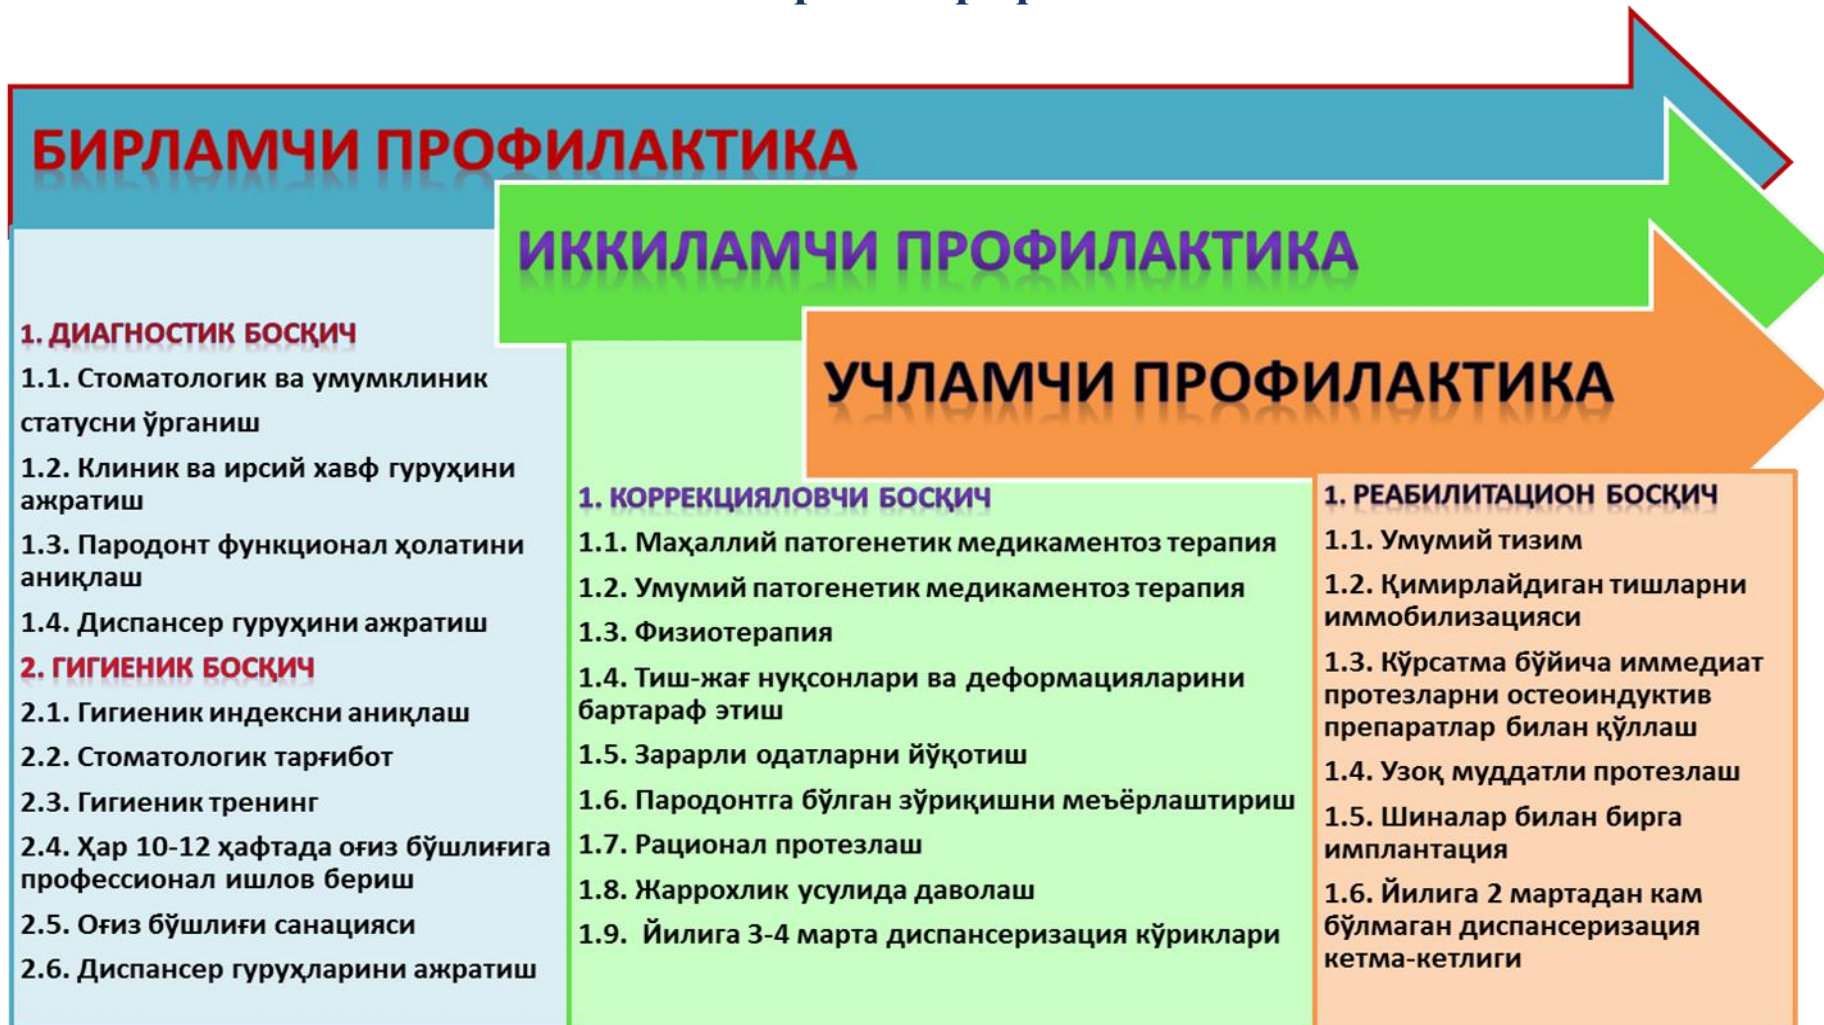 БИРЛАМЧИ ПРОФИЛАКТИКА
ИККИЛАМЧИ ПРОФИЛАКТИКА
УЧЛАМЧИ ПРОФИЛАКТИКА
1. ДИАГНОСТИК БОСҚИЧ
1.1. Стоматологик ва умумклиник
статусни ўрганиш
1.2. Клиник ва ирсий хавф гуруҳини
ажратиш
1.3. Пародонт функционал ҳолатини
аниқлаш
1.4. Диспансер гуруҳини ажратиш
2. ГИГИЕНИК БОСҚИЧ
2.1. Гигиеник индексни аниқлаш
2.2. Стоматологик тарғибот
2.3. Гигиеник тренинг
2.4. Ҳар 10-12 ҳафтада оғиз бўшлиғига
профессионал ишлов бериш
2.5. Оғиз бўшлиғи санацияси
2.6. Диспансер гуруҳларини ажратиш
1. КОРРЕКЦИЯЛОВЧИ БОСҚИЧ
1.1. Маҳаллий патогенетик медикаментоз терапия
1.2. Умумий патогенетик медикаментоз терапия
1.3. Физиотерапия
1.4. Тиш-жағ нуқсонлари ва деформацияларини
бартараф этиш
1.5. Зарарли одатларни йўқотиш
1.6. Пародонтга бўлган зўриқишни меъёрлаштириш
1.7. Рационал протезлаш
1.8. Жаррохлик усулида даволаш
1.9. Йилига 3-4 марта диспансеризация кўриклари
1. РЕАБИЛИТАЦИОН БОСҚИЧ
1.1. Умумий тизим
1.2. Қимирлайдиган тишларни
иммобилизацияси
1.3. Кўрсатма бўйича иммедиат
протезларни остеоиндуктив
препаратлар билан қўллаш
1.4. Узоқ муддатли протезлаш
1.5. Шиналар билан бирга
имплантация
1.6. Йилига 2 мартадан кам
бўлмаган диспансеризация
кетма-кетлиги